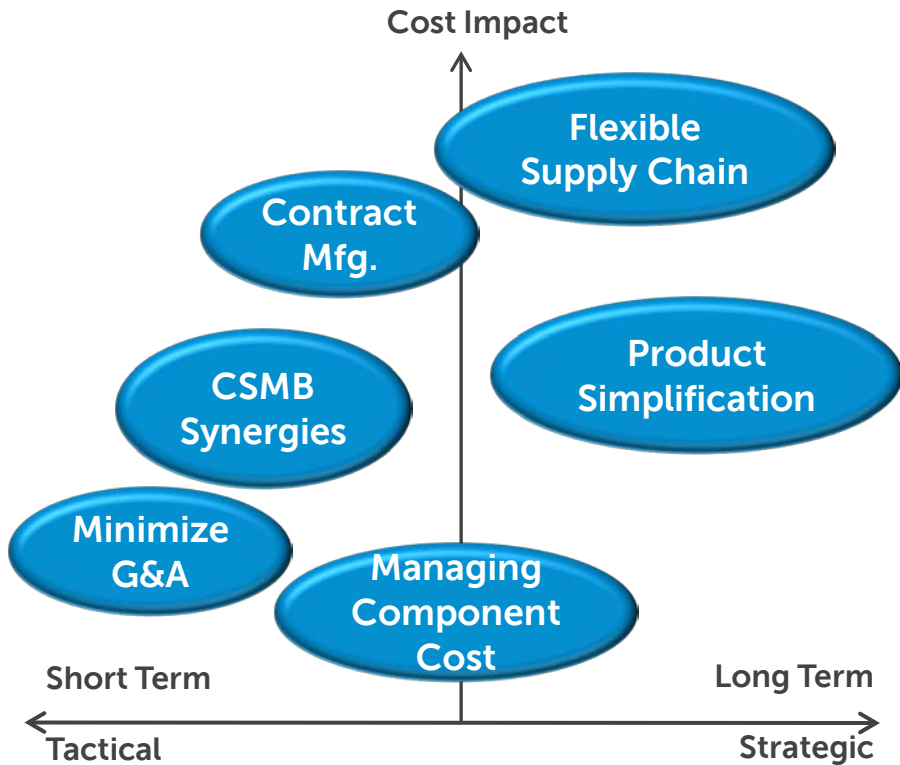 Cost Impact
Flexible
Supply Chain
Contract
Mfg.
Product
Simplification
CSMB
Synergies
Minimize
G&A
Managing
Component
Cost
Short Term
Long Term
Tactical
Strategic